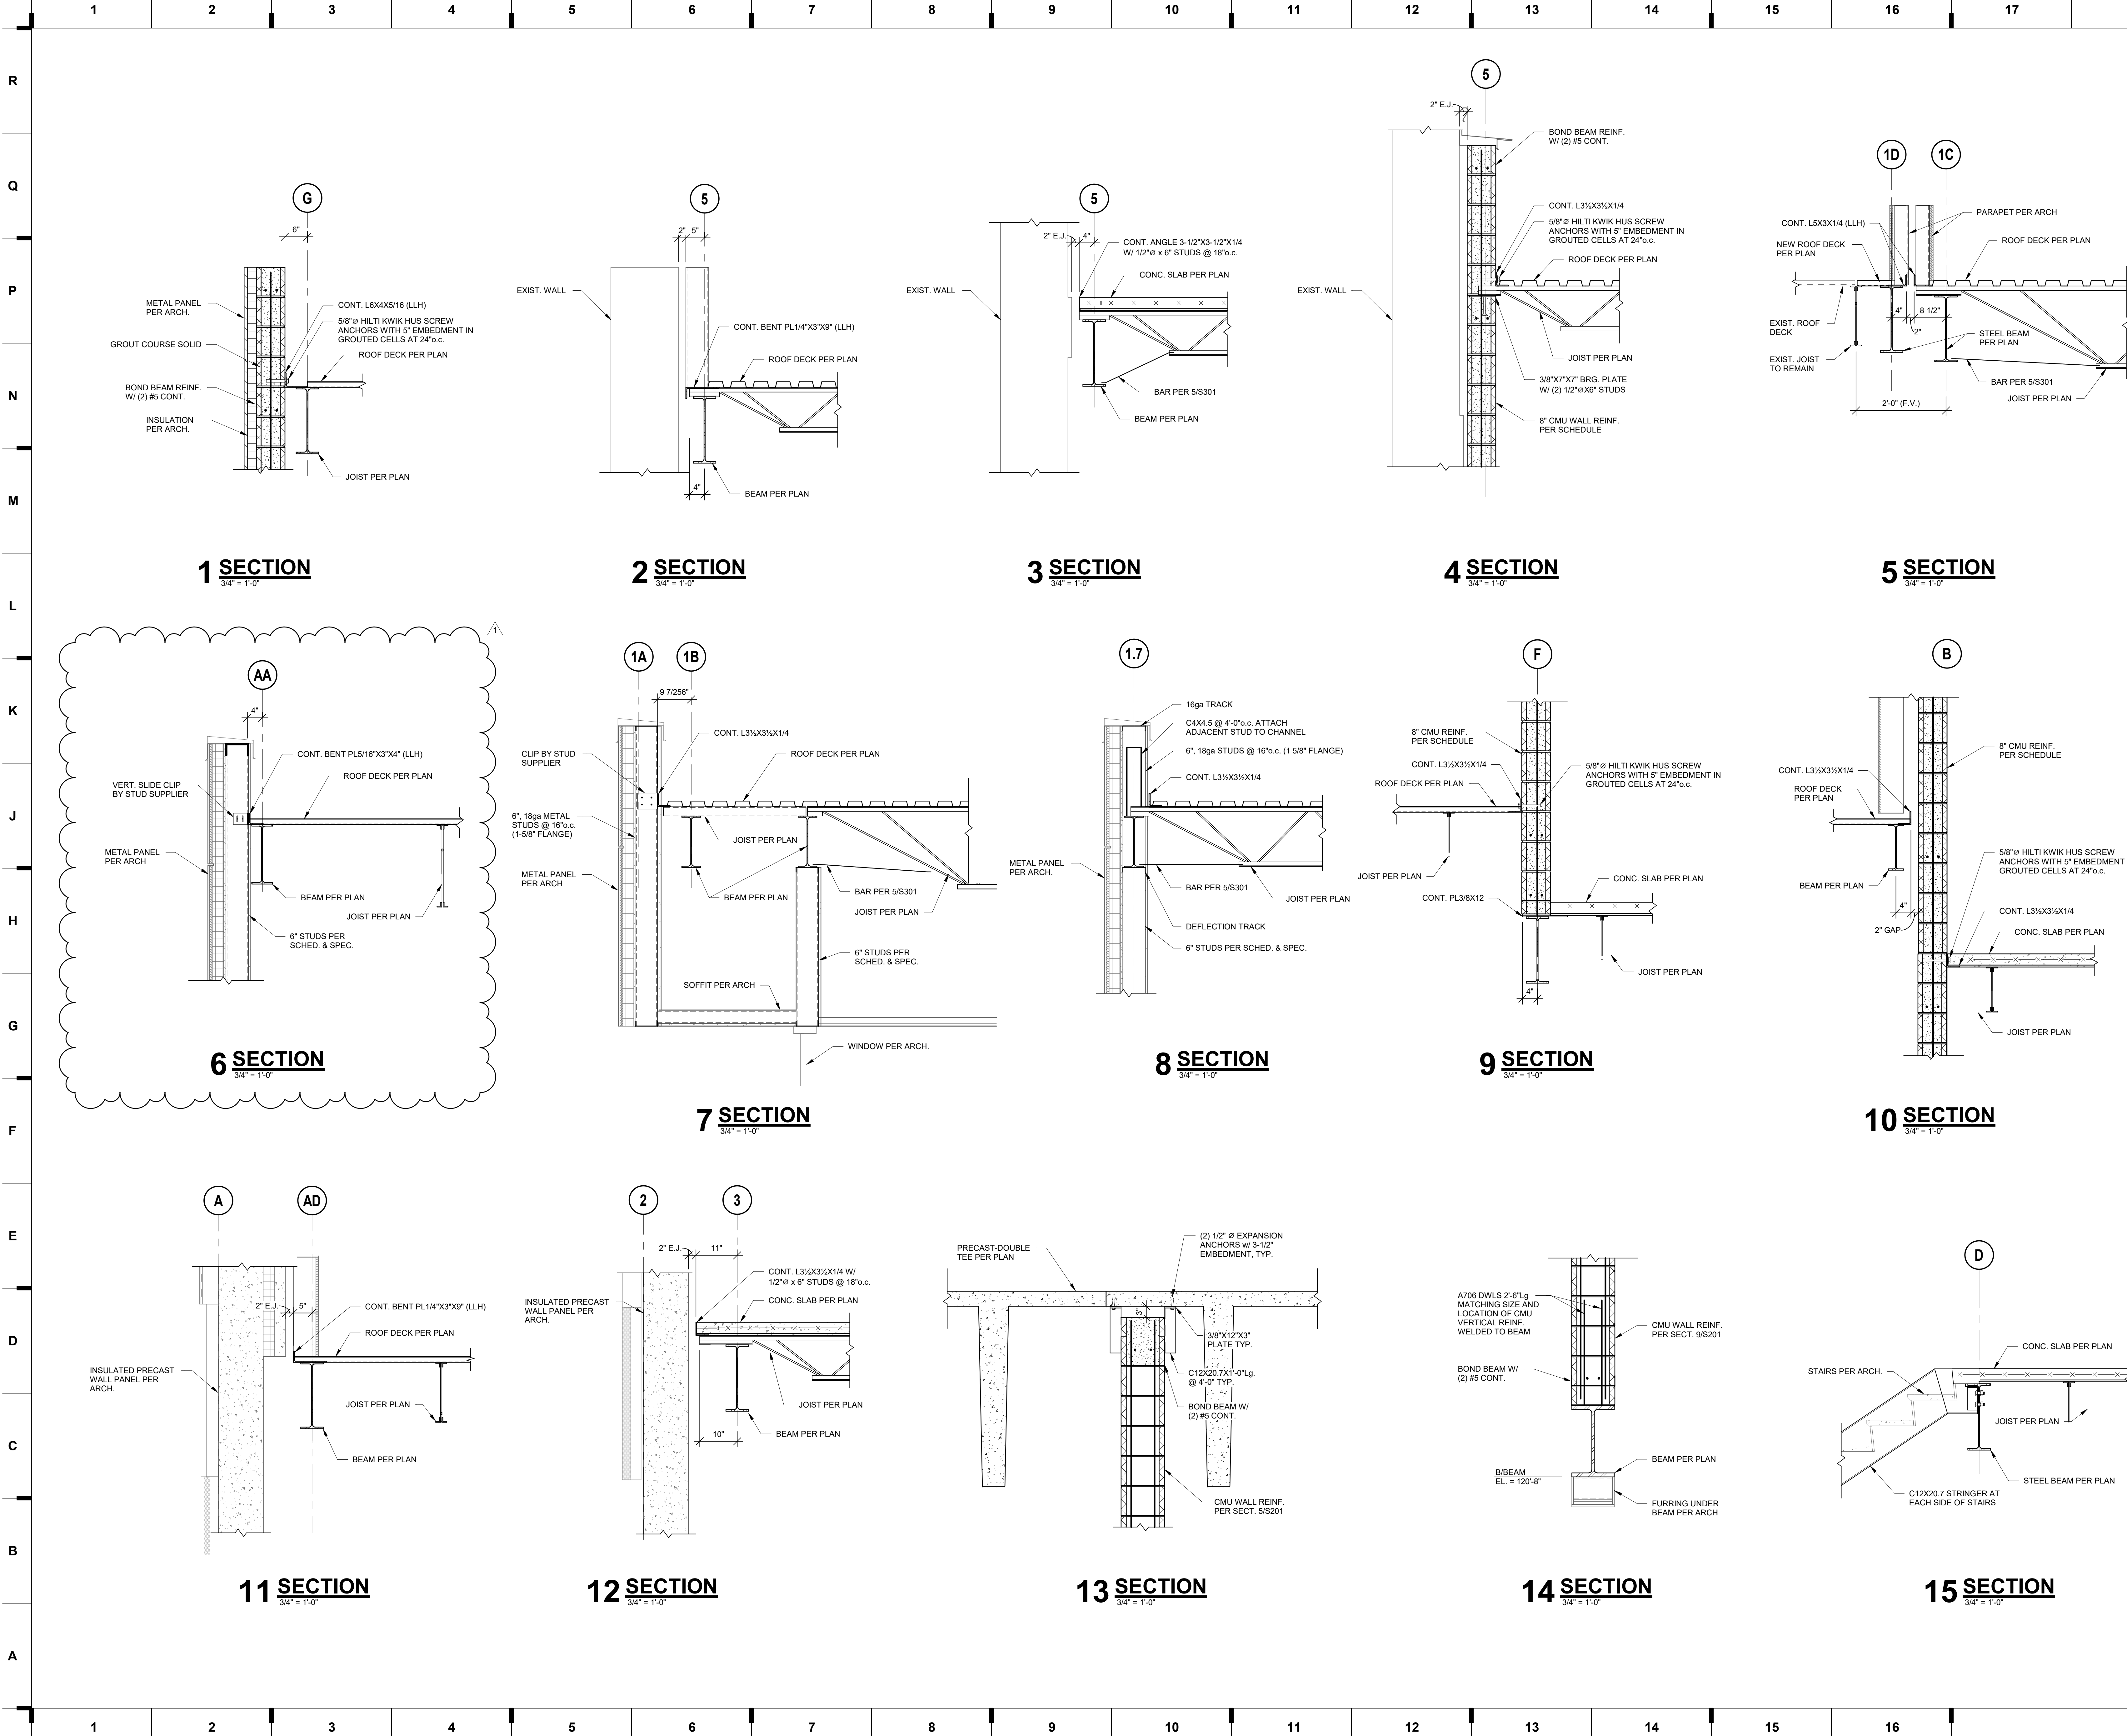 1 2 3 4 5 6 7 8 9 10 11 12 13 14 15 16 17
R
Q
P
N
M
L
K
J
H
G
F
E
D
C
B
A
G
6"
METAL PANEL
PER ARCH.
GROUT COURSE SOLID
BOND BEAM REINF.
W/ (2) #5 CONT.
INSULATION
PER ARCH.
CONT. L6X4X5/16 (LLH)
5/8"Ø HILTI KWIK HUS SCREW
ANCHORS WITH 5" EMBEDMENT IN
GROUTED CELLS AT 24"o.c.
ROOF DECK PER PLAN
JOIST PER PLAN
1 SECTION
3/4" = 1'-0"
5
2" 5"
EXIST. WALL
CONT. BENT PL1/4"X3"X9" (LLH)
ROOF DECK PER PLAN
4"
BEAM PER PLAN
2 SECTION
3/4" = 1'-0"
5
2" E.J. 4"
EXIST. WALL
CONT. ANGLE 3-1/2"X3-1/2"X1/4
W/ 1/2"Ø x 6" STUDS @ 18"o.c.
CONC. SLAB PER PLAN
BAR PER 5/S301
BEAM PER PLAN
3 SECTION
3/4" = 1'-0"
5
2" E.J.
BOND BEAM REINF.
W/ (2) #5 CONT.
CONT. L3½X3½X1/4
5/8"Ø HILTI KWIK HUS SCREW
ANCHORS WITH 5" EMBEDMENT IN
GROUTED CELLS AT 24"o.c.
ROOF DECK PER PLAN
EXIST. WALL
JOIST PER PLAN
3/8"X7"X7" BRG. PLATE
W/ (2) 1/2"ØX6" STUDS
8" CMU WALL REINF.
PER SCHEDULE
4 SECTION
3/4" = 1'-0"
1D 1C
CONT. L5X3X1/4 (LLH)
PARAPET PER ARCH
NEW ROOF DECK
PER PLAN
ROOF DECK PER PLAN
4" 8 1/2"
2"
EXIST. ROOF
DECK
STEEL BEAM
PER PLAN
EXIST. JOIST
TO REMAIN
BAR PER 5/S301
2'-0" (F.V.)
JOIST PER PLAN
5 SECTION
3/4" = 1'-0"
1
AA
4"
CONT. BENT PL5/16"X3"X4" (LLH)
ROOF DECK PER PLAN
VERT. SLIDE CLIP
BY STUD SUPPLIER
METAL PANEL
PER ARCH
BEAM PER PLAN
JOIST PER PLAN
6" STUDS PER
SCHED. & SPEC.
6 SECTION
3/4" = 1'-0"
1A 1B
9 7/256"
CONT. L3½X3½X1/4
CLIP BY STUD
SUPPLIER
ROOF DECK PER PLAN
6", 18ga METAL
STUDS @ 16"o.c.
(1-5/8" FLANGE)
JOIST PER PLAN
METAL PANEL
PER ARCH
BEAM PER PLAN
BAR PER 5/S301
JOIST PER PLAN
6" STUDS PER
SCHED. & SPEC.
SOFFIT PER ARCH
WINDOW PER ARCH.
7 SECTION
3/4" = 1'-0"
1.7
16ga TRACK
C4X4.5 @ 4'-0"o.c. ATTACH
ADJACENT STUD TO CHANNEL
6", 18ga STUDS @ 16"o.c. (1 5/8" FLANGE)
CONT. L3½X3½X1/4
METAL PANEL
PER ARCH.
BAR PER 5/S301
JOIST PER PLAN
DEFLECTION TRACK
6" STUDS PER SCHED. & SPEC.
8 SECTION
3/4" = 1'-0"
F
8" CMU REINF.
PER SCHEDULE
CONT. L3½X3½X1/4
ROOF DECK PER PLAN
5/8"Ø HILTI KWIK HUS SCREW
ANCHORS WITH 5" EMBEDMENT IN
GROUTED CELLS AT 24"o.c.
JOIST PER PLAN
CONT. PL3/8X12
CONC. SLAB PER PLAN
JOIST PER PLAN
4"
9 SECTION
3/4" = 1'-0"
B
8" CMU REINF.
PER SCHEDULE
CONT. L3½X3½X1/4
ROOF DECK
PER PLAN
5/8"Ø HILTI KWIK HUS SCREW
ANCHORS WITH 5" EMBEDMENT
GROUTED CELLS AT 24"o.c.
BEAM PER PLAN
4"
2" GAP
CONT. L3½X3½X1/4
CONC. SLAB PER PLAN
JOIST PER PLAN
10 SECTION
3/4" = 1'-0"
A AD
2" E.J. 5"
CONT. BENT PL1/4"X3"X9" (LLH)
ROOF DECK PER PLAN
INSULATED PRECAST
WALL PANEL PER
ARCH.
JOIST PER PLAN
BEAM PER PLAN
11 SECTION
3/4" = 1'-0"
2 3
2" E.J. 11"
CONT. L3½X3½X1/4 W/
1/2"Ø x 6" STUDS @ 18"o.c.
CONC. SLAB PER PLAN
INSULATED PRECAST
WALL PANEL PER
ARCH.
JOIST PER PLAN
10"
BEAM PER PLAN
12 SECTION
3/4" = 1'-0"
PRECAST-DOUBLE
TEE PER PLAN
(2) 1/2" Ø EXPANSION
ANCHORS w/ 3-1/2"
EMBEDMENT, TYP.
3"
3/8"X12"X3"
PLATE TYP.
C12X20.7X1'-0"Lg.
@ 4'-0" TYP.
BOND BEAM W/
(2) #5 CONT.
CMU WALL REINF.
PER SECT. 5/S201
13 SECTION
3/4" = 1'-0"
A706 DWLS 2'-6"Lg
MATCHING SIZE AND
LOCATION OF CMU
VERTICAL REINF.
WELDED TO BEAM
CMU WALL REINF.
PER SECT. 9/S201
BOND BEAM W/
(2) #5 CONT.
B/BEAM
EL. = 120'-8"
BEAM PER PLAN
FURRING UNDER
BEAM PER ARCH
14 SECTION
3/4" = 1'-0"
D
CONC. SLAB PER PLAN
STAIRS PER ARCH.
JOIST PER PLAN
STEEL BEAM PER PLAN
C12X20.7 STRINGER AT
EACH SIDE OF STAIRS
15 SECTION
3/4" = 1'-0"
1 2 3 4 5 6 7 8 9 10 11 12 13 14 15 16